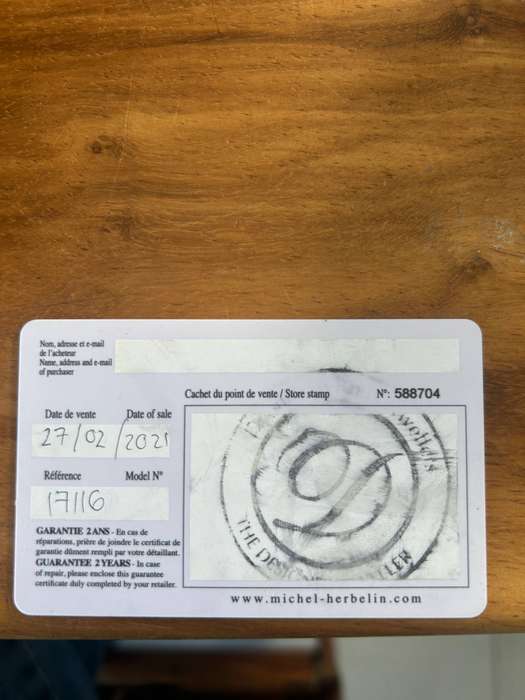 Nom, adresse et e-mail
de l'acheteur
Name, address and e-mail
of purchaser
Cachet du point de vente / Store stamp
N°: 588704
Date de vente Date of sale
27/02/2021
Référence Model N°
17116
GARANTIE 2 ANS - En cas de
réparations, prière de joindre le certificat de
garantie dûment rempli par votre détaillant.
GUARANTEE 2 YEARS - In case
of repair, please enclose this guarantee
certificate duly completed by your retailer.
D
THE
www.michel-herbelin.com